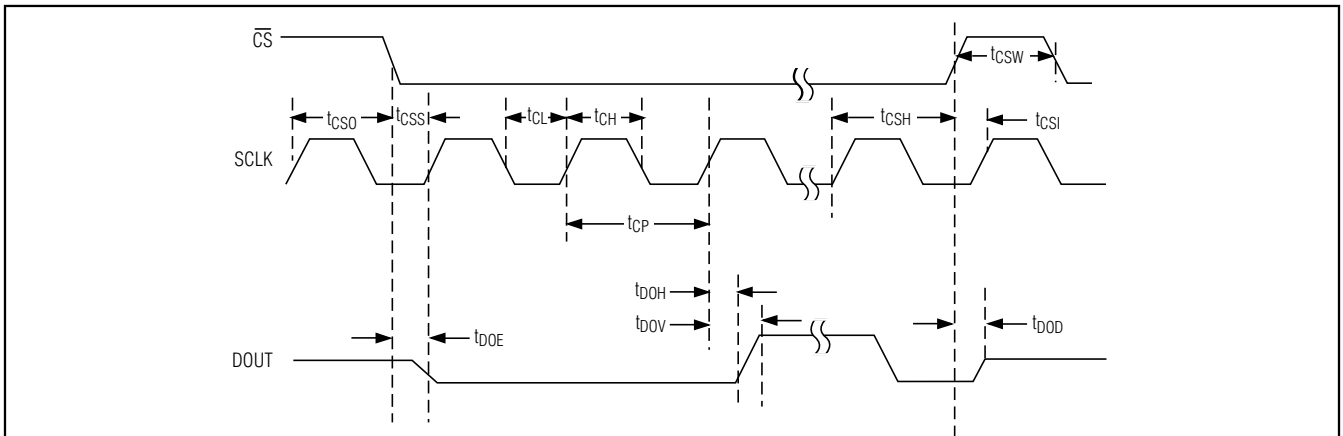 CS
tCSW
tCSO
tCSS
tCL
tCH
tCSH
tCSI
SCLK
tCP
tDOH
tDOV
tDOE
tDOD
DOUT